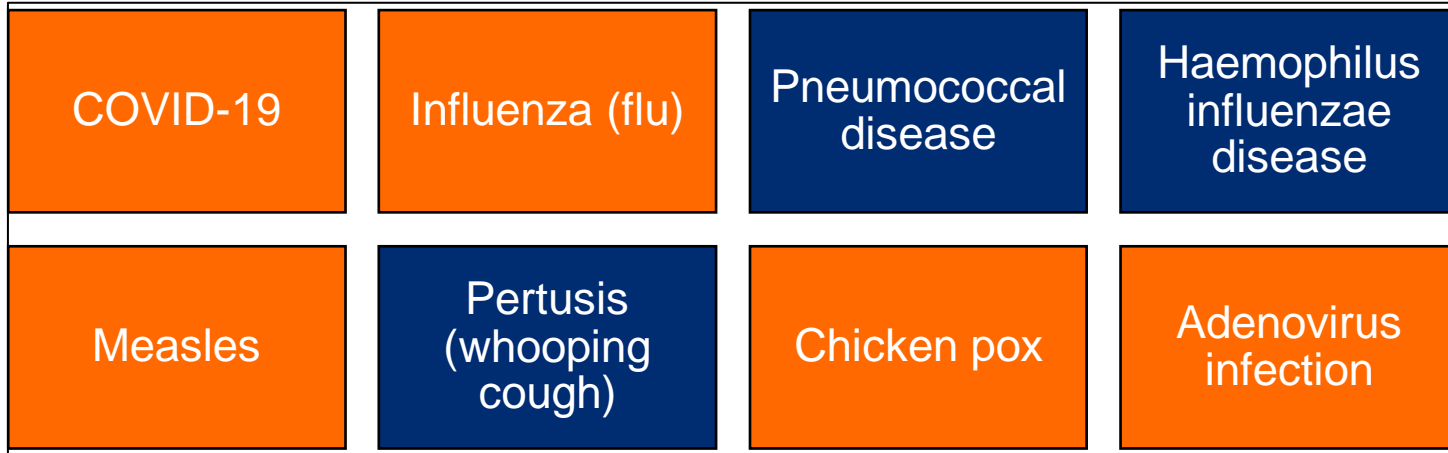 COVID-19
Influenza (flu)
Pneumococcal
disease
Haemophilus
influenzae
disease
Measles
Pertusis
(whooping
cough)
Chicken pox
Adenovirus
infection